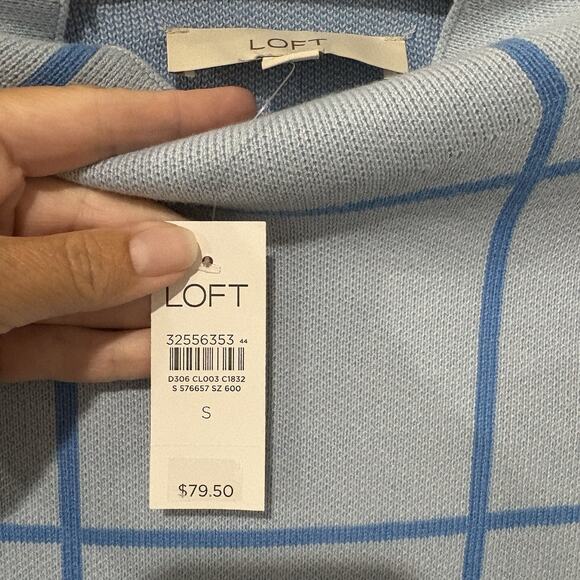 LOFT
LOFT
32556353 44
D306 CL003 C1832
S 576657 SZ 600
S
$79.50